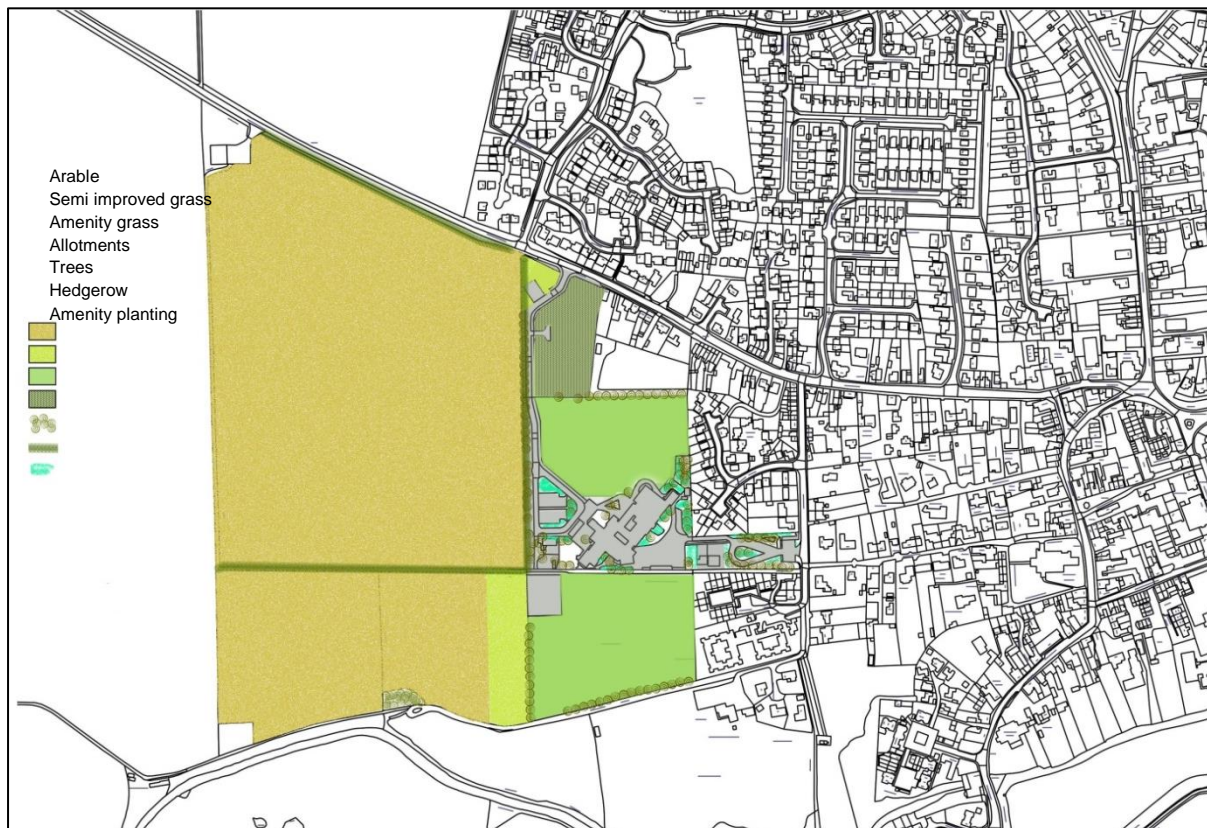 Arable
Semi improved grass
Amenity grass
Allotments
Trees
Hedgerow
Amenity planting